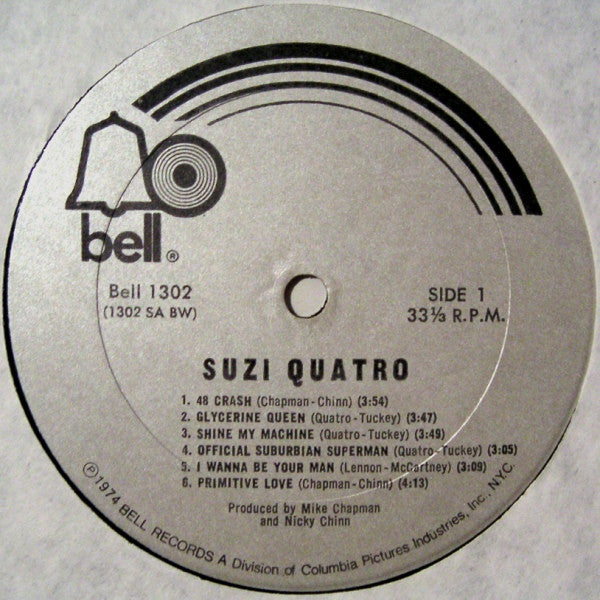 bell®
Bell 1302
(1302 SA BW)
SIDE 1
33⅓ R.P.M.
SUZI QUATRO
1. 48 CRASH (Chapman-Chinn) (3:54)
2. GLYCERINE QUEEN (Quatro-Tuckey) (3:47)
3. SHINE MY MACHINE (Quatro-Tuckey) (3:49)
4. OFFICIAL SUBURBIAN SUPERMAN (Quatro-Tuckey) (3:05)
5. I WANNA BE YOUR MAN (Lennon-McCartney) (3:09)
6. PRIMITIVE LOVE (Chapman-Chinn) (4:13)
Produced by Mike Chapman
and Nicky Chinn
℗1974 BELL RECORDS A Division of Columbia Pictures Industries, Inc., N.Y.C.